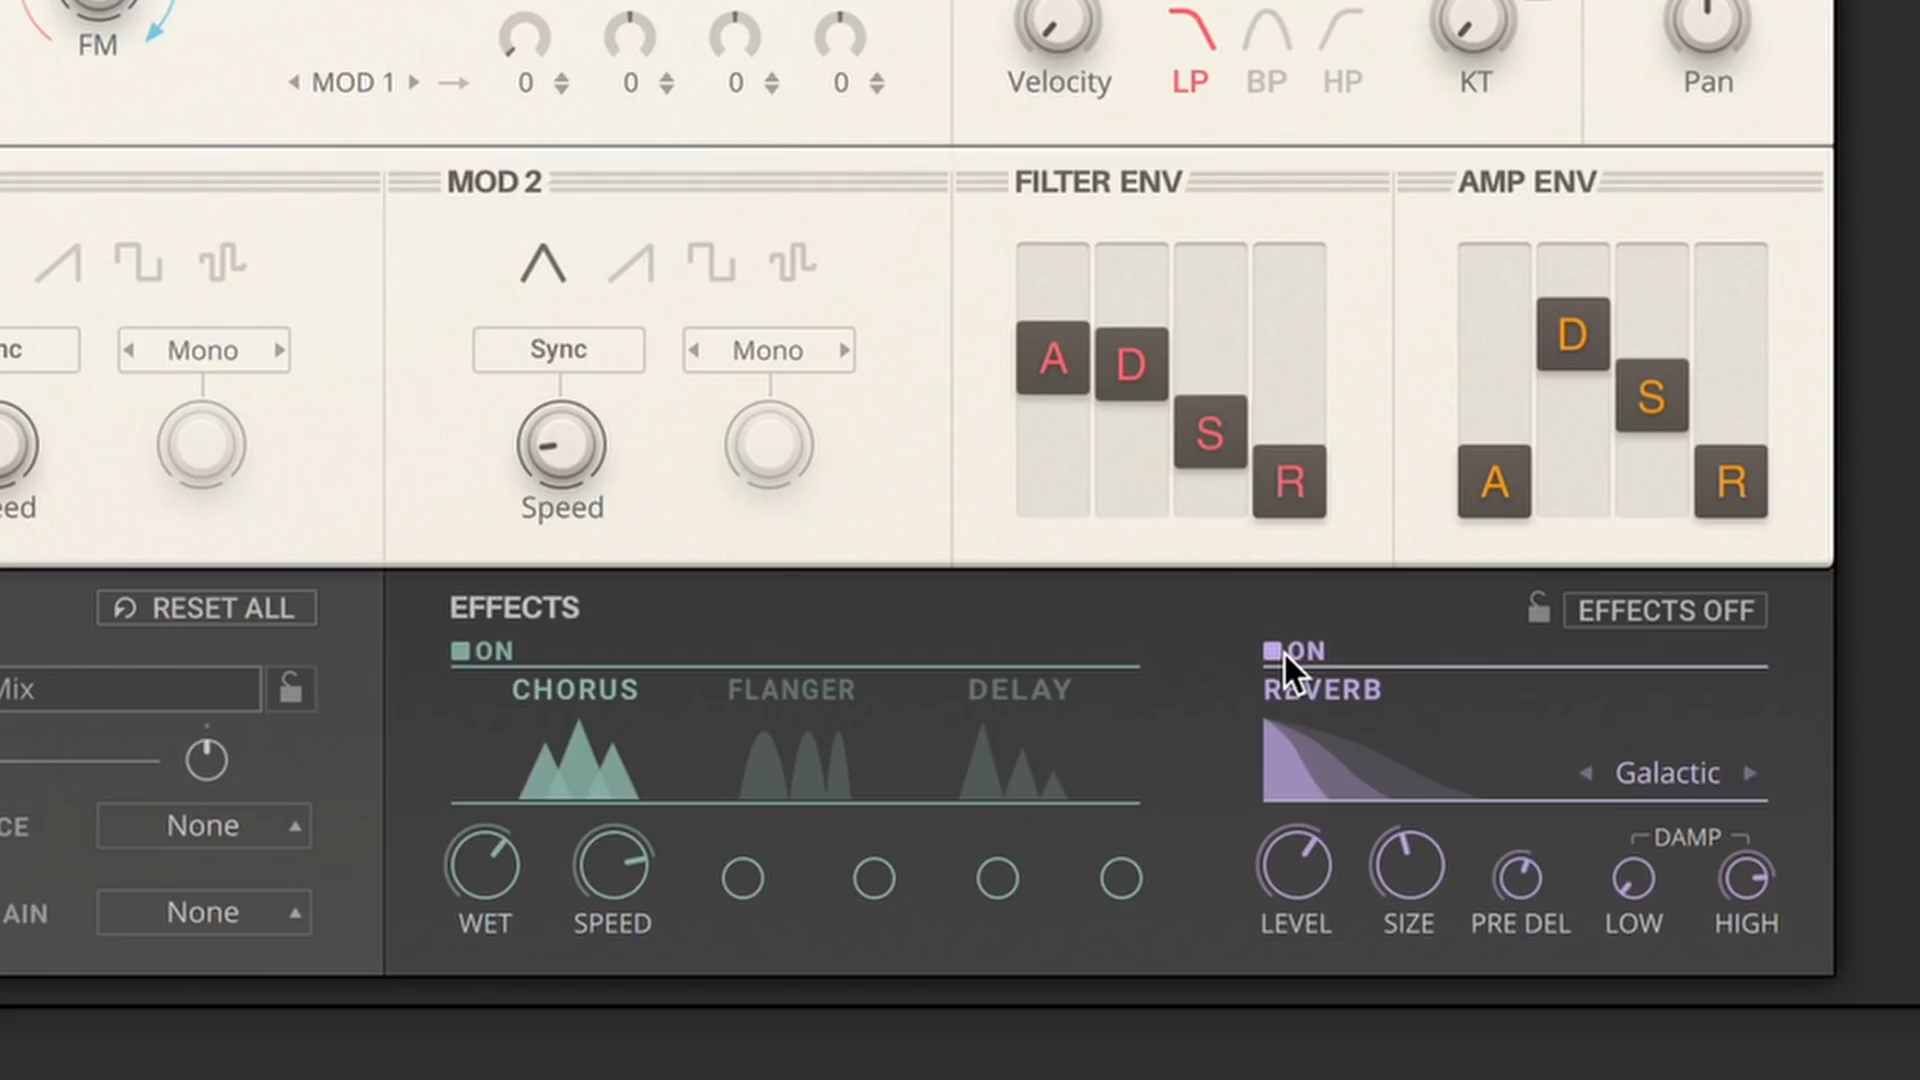 FM
MOD 1
0 0 0 0
Velocity
LP BP HP
KT
Pan
MOD 2
FILTER ENV
AMP ENV
Mono
Sync
Mono
Speed
A D S R
A D S R
RESET ALL
EFFECTS
EFFECTS OFF
ON
ON
Mix
CHORUS FLANGER DELAY
REVERB
Galactic
None
None
AIN
DAMP
WET SPEED
LEVEL SIZE PRE DEL LOW HIGH